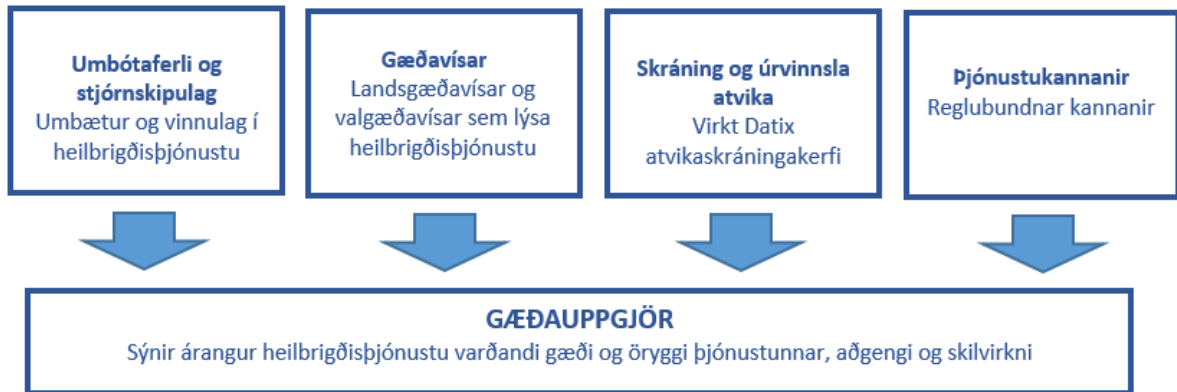 Umbótaferli og
stjórnskipulag
Umbætur og vinnulag í
heilbrigðisþjónustu
Gæðavísar
Landsgæðavísar og
valgæðavísar sem lýsa
heilbrigðisþjónustu
Skráning og úrvinnsla
atvika
Virkt Datix
atvikaskráningakerfi
Þjónustukannanir
Reglubundnar kannanir
GÆÐAUPPGJÖR
Sýnir árangur heilbrigðisþjónustu varðandi gæði og öryggi þjónustunnar, aðgengi og skilvirkni